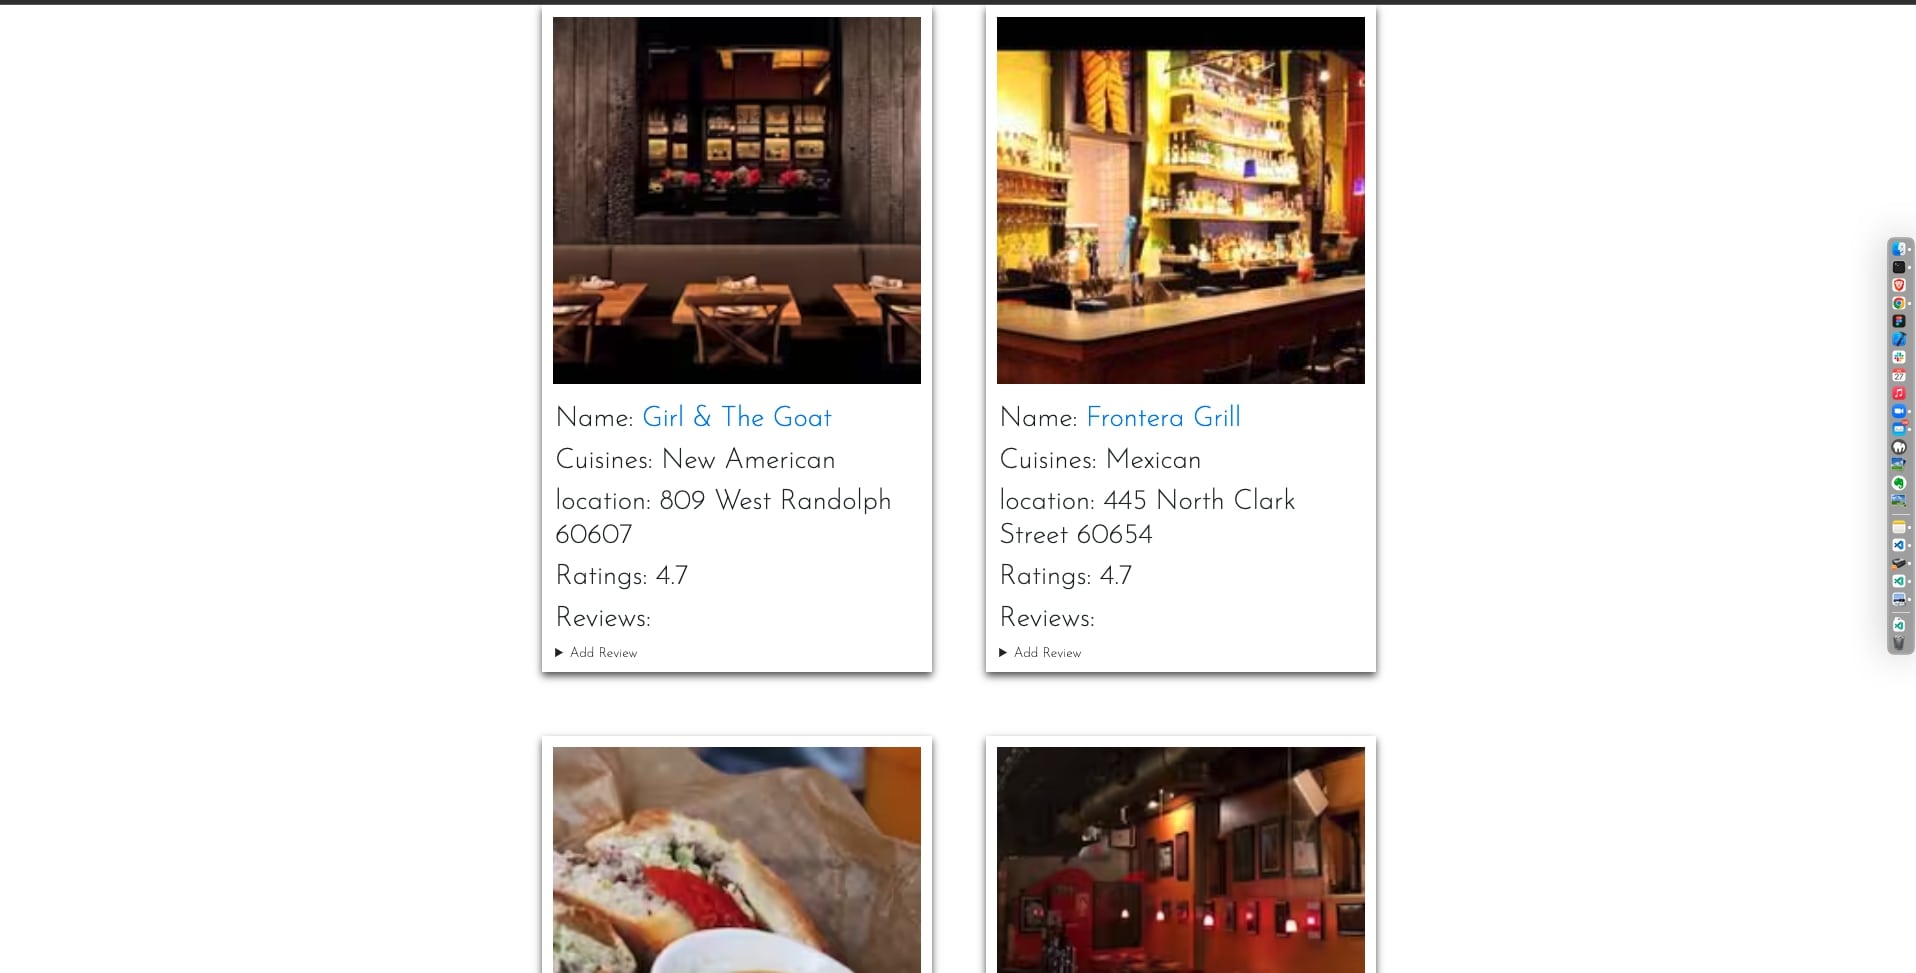 Name: Girl & The Goat
Cuisines: New American
location: 809 West Randolph
60607
Ratings: 4.7
Reviews:
▶ Add Review
Name: Frontera Grill
Cuisines: Mexican
location: 445 North Clark
Street 60654
Ratings: 4.7
Reviews:
▶ Add Review
27